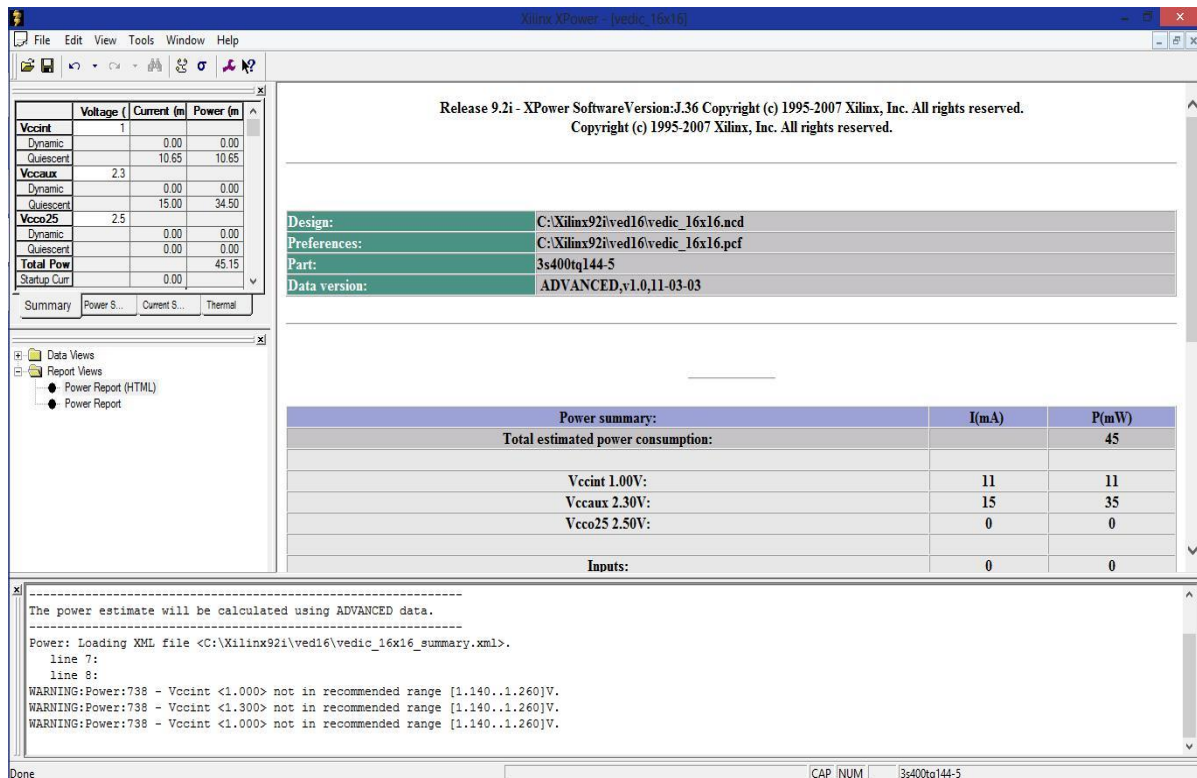 Xilinx XPower - [vedic_16x16]
File Edit View Tools Window Help
Voltage ( Current (m Power (m
Vccint 1
Dynamic 0.00 0.00
Quiescent 10.65 10.65
Vccaux 2.3
Dynamic 0.00 0.00
Quiescent 15.00 34.50
Vcco25 2.5
Dynamic 0.00 0.00
Quiescent 0.00 0.00
Total Pow 45.15
Startup Curr 0.00
Summary Power S... Current S... Thermal
Data Views
Report Views
Power Report (HTML)
Power Report
Release 9.2i - XPower SoftwareVersion:J.36 Copyright (c) 1995-2007 Xilinx, Inc. All rights reserved.
Copyright (c) 1995-2007 Xilinx, Inc. All rights reserved.
Design: C:\Xilinx92i\ved16\vedic_16x16.ncd
Preferences: C:\Xilinx92i\ved16\vedic_16x16.pcf
Part: 3s400tq144-5
Data version: ADVANCED,v1.0,11-03-03
Power summary: I(mA) P(mW)
Total estimated power consumption: 45
Vccint 1.00V: 11 11
Vccaux 2.30V: 15 35
Vcco25 2.50V: 0 0
Inputs: 0 0
--------------------------------------------------------------
The power estimate will be calculated using ADVANCED data.
--------------------------------------------------------------
Power: Loading XML file <C:\Xilinx92i\ved16\vedic_16x16_summary.xml>.
line 7:
line 8:
WARNING:Power:738 - Vccint <1.000> not in recommended range [1.140..1.260]V.
WARNING:Power:738 - Vccint <1.300> not in recommended range [1.140..1.260]V.
WARNING:Power:738 - Vccint <1.000> not in recommended range [1.140..1.260]V.
Done CAP NUM 3s400tq144-5